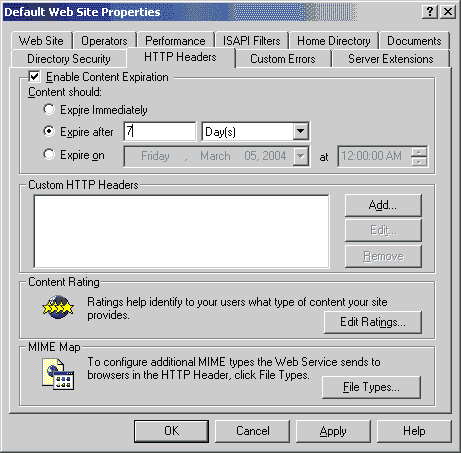 Default Web Site Properties
Web Site Operators Performance ISAPI Filters Home Directory Documents
Directory Security HTTP Headers Custom Errors Server Extensions
Enable Content Expiration
Content should:
Expire Immediately
Expire after 7 Day(s)
Expire on Friday , March 05, 2004 at 12:00:00 AM
Custom HTTP Headers
Add...
Edit...
Remove
Content Rating
Ratings help identify to your users what type of content your site
provides.
Edit Ratings...
MIME Map
To configure additional MIME types the Web Service sends to
browsers in the HTTP Header, click File Types.
File Types...
OK Cancel Apply Help